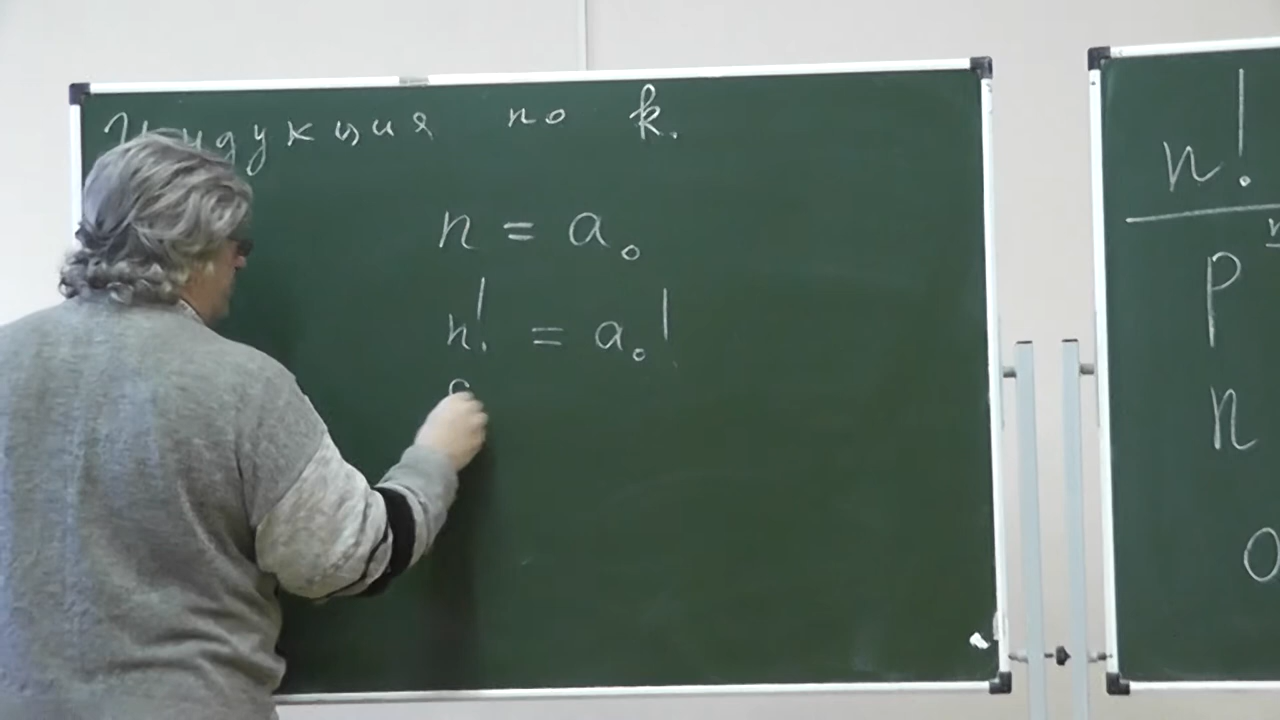 Индукция по k.
n = a₀
n! = a₀!
n!
p
n